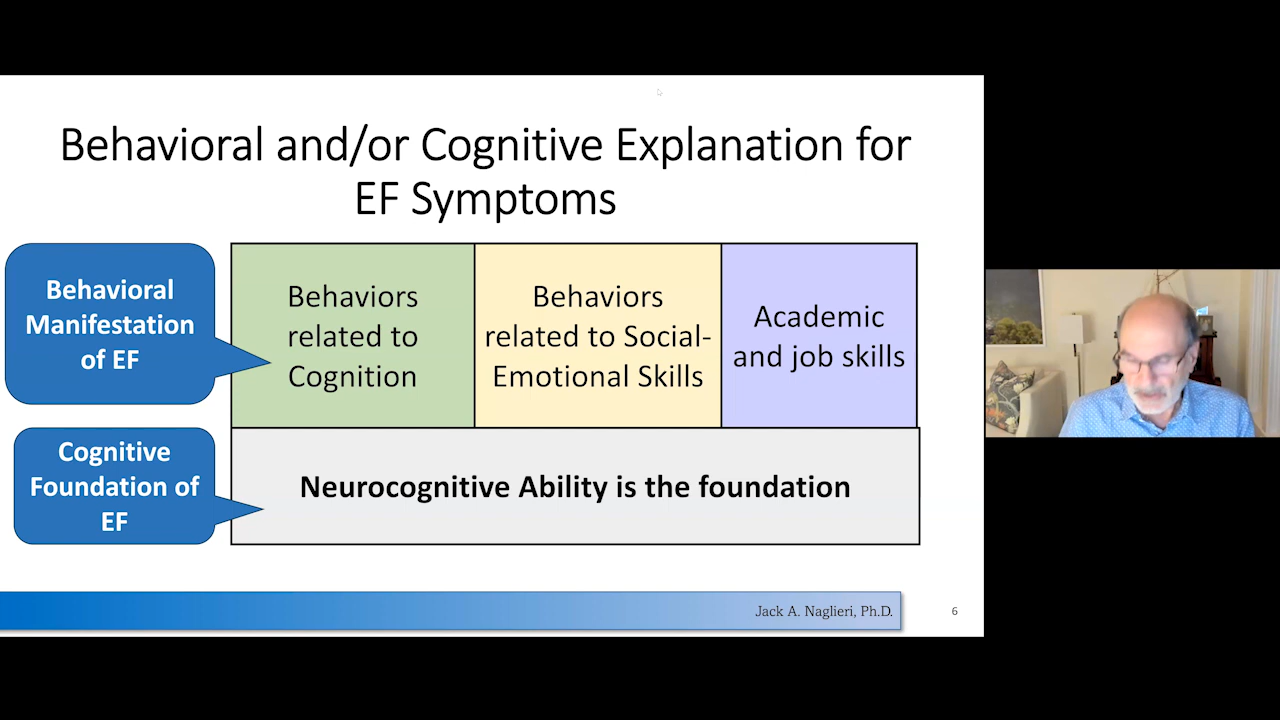 Behavioral and/or Cognitive Explanation for
EF Symptoms
Behavioral
Manifestation
of EF
Behaviors
related to
Cognition
Behaviors
related to Social-
Emotional Skills
Academic
and job skills
Cognitive
Foundation of
EF
Neurocognitive Ability is the foundation
Jack A. Naglieri, Ph.D.
6